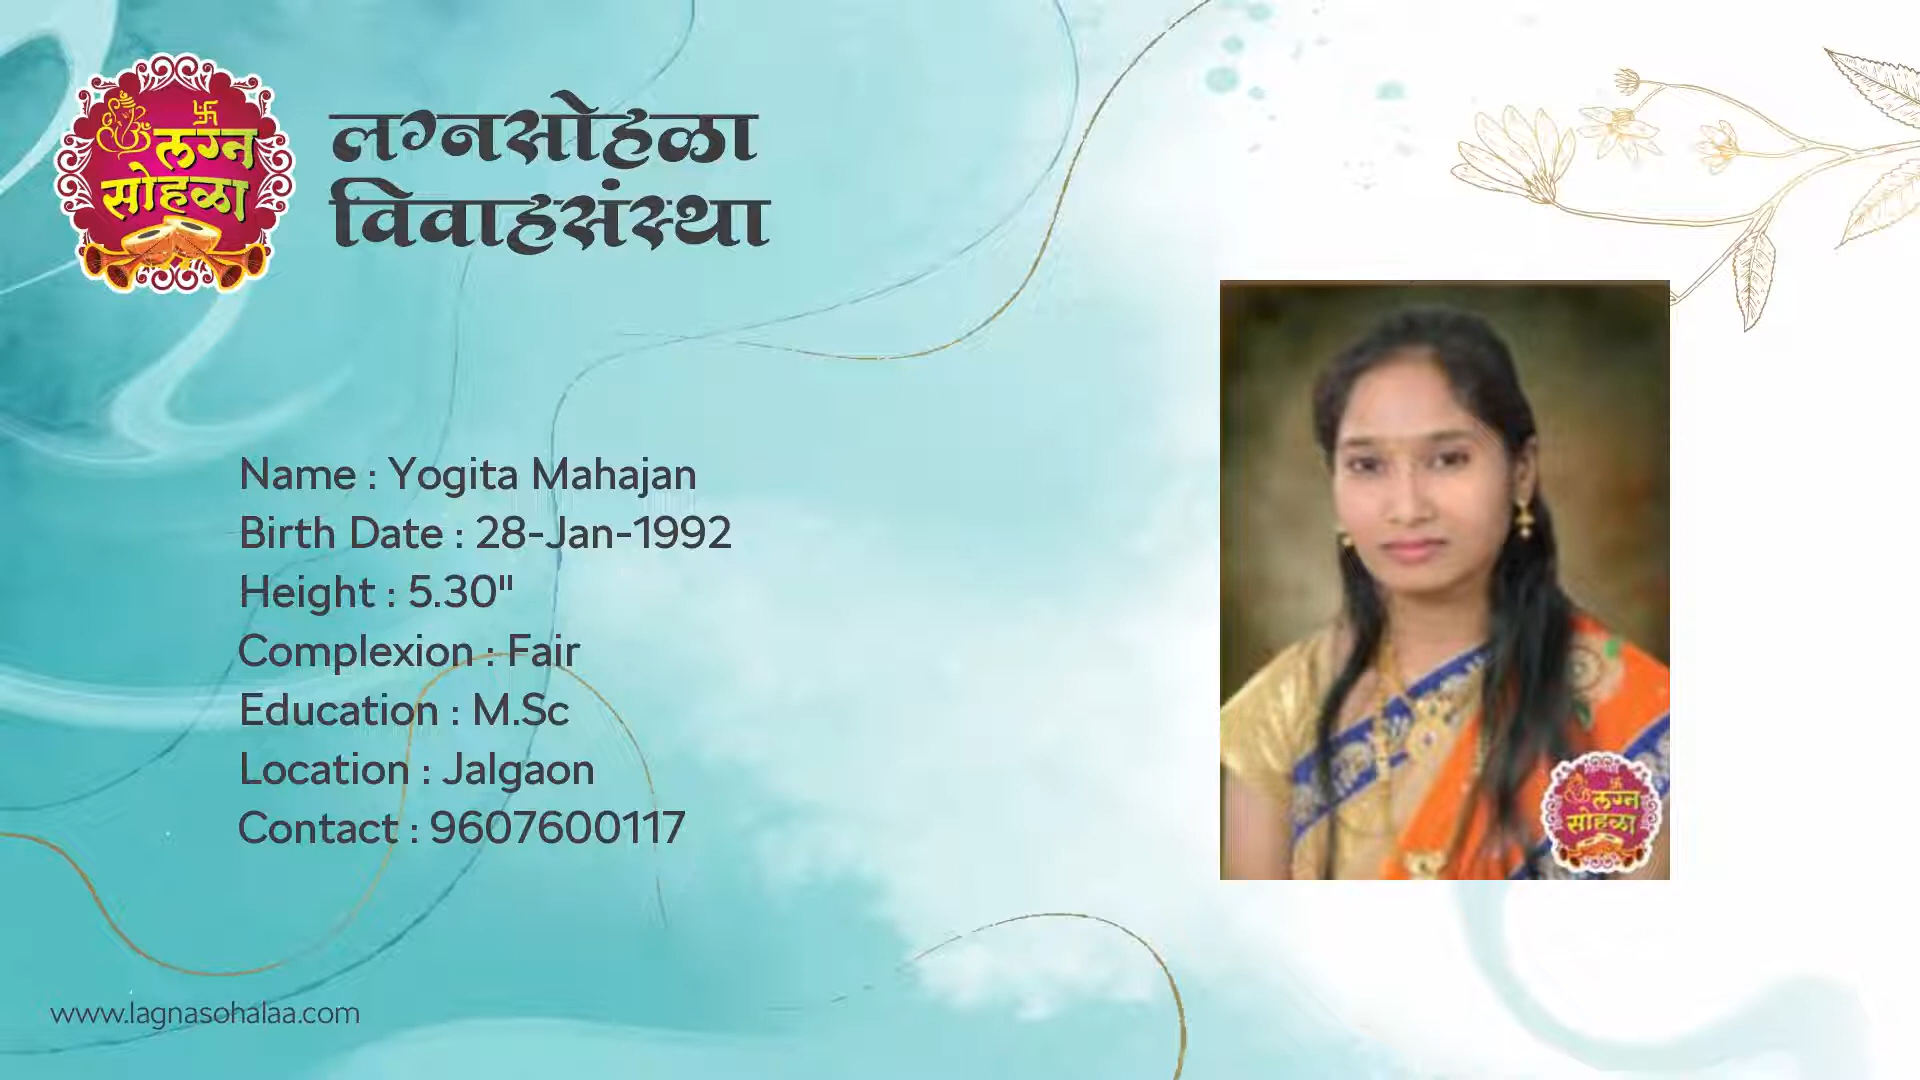 लग्न
सोहळा
लग्नसोहळा
विवाहसंस्था
Name : Yogita Mahajan
Birth Date : 28-Jan-1992
Height : 5.30"
Complexion : Fair
Education : M.Sc
Location : Jalgaon
Contact : 9607600117
लग्न
सोहळा
www.lagnasohalaa.com